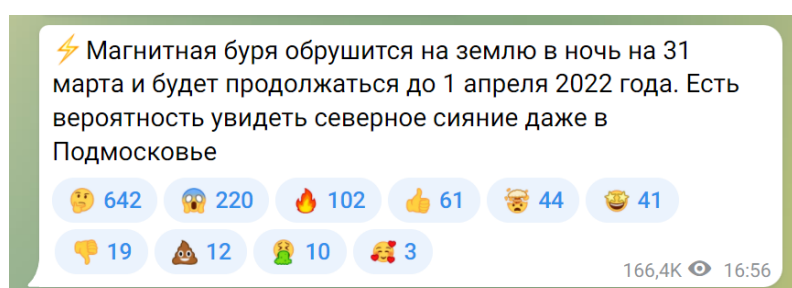 ⚡ Магнитная буря обрушится на землю в ночь на 31
марта и будет продолжаться до 1 апреля 2022 года. Есть
вероятность увидеть северное сияние даже в
Подмосковье
🤔 642 😱 220 🔥 102 👍 61 🤯 44 🤩 41
👎 19 💩 12 🤮 10 🥰 3
166,4K 16:56